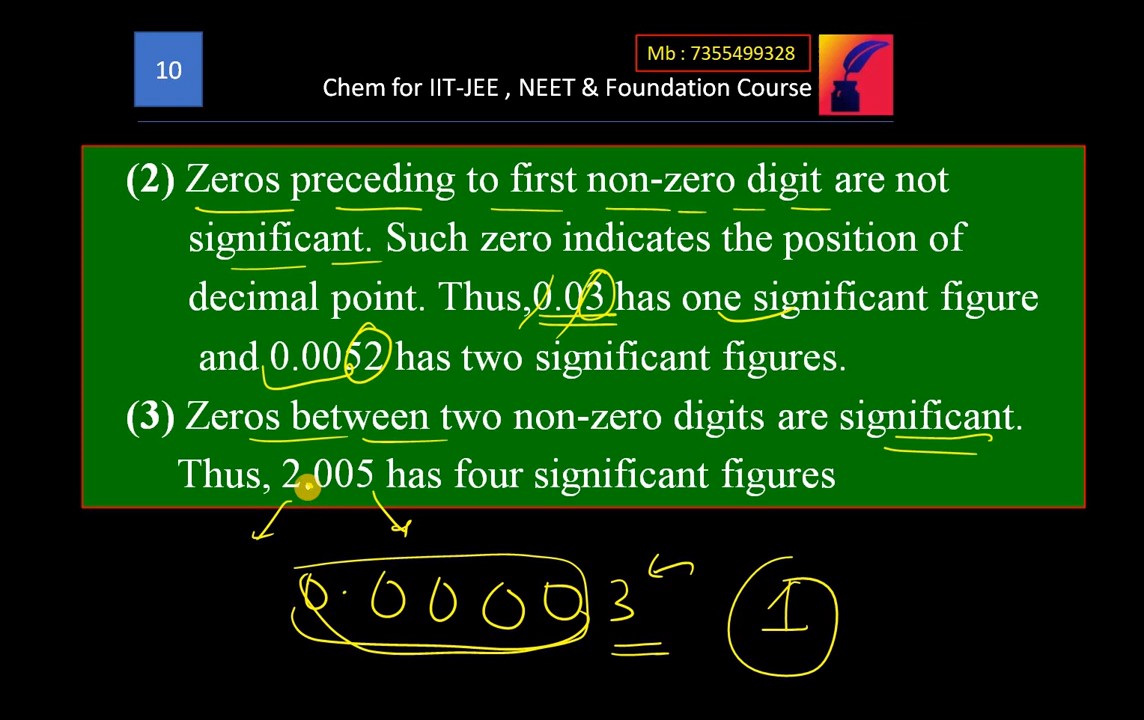 10
Mb : 7355499328
Chem for IIT-JEE , NEET & Foundation Course
(2) Zeros preceding to first non-zero digit are not
significant. Such zero indicates the position of
decimal point. Thus,0.03 has one significant figure
and 0.0052 has two significant figures.
(3) Zeros between two non-zero digits are significant.
Thus, 2.005 has four significant figures
0.00003 1